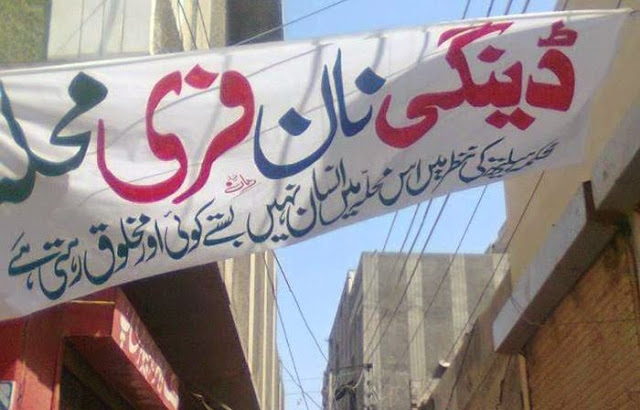 ڈینگی نان فری محلہ
محکمہ ہیلتھ کی نظر میں اس محلہ میں انسان نہیں بستے کوئی اور مخلوق رہتی ہے